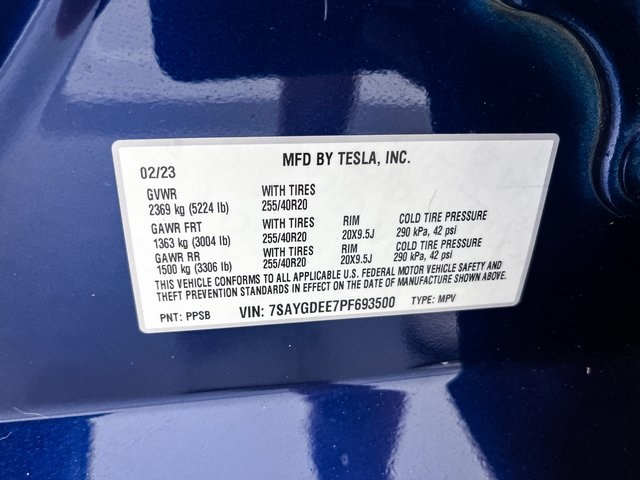 MFD BY TESLA, INC.
02/23
GVWR WITH TIRES
2369 kg (5224 lb) 255/40R20
GAWR FRT WITH TIRES RIM COLD TIRE PRESSURE
1363 kg (3004 lb) 255/40R20 20X9.5J 290 kPa, 42 psi
GAWR RR WITH TIRES RIM COLD TIRE PRESSURE
1500 kg (3306 lb) 255/40R20 20X9.5J 290 kPa, 42 psi
THIS VEHICLE CONFORMS TO ALL APPLICABLE U.S. FEDERAL MOTOR VEHICLE SAFETY AND
THEFT PREVENTION STANDARDS IN EFFECT ON THE DATE OF MANUFACTURE SHOWN ABOVE.
PNT: PPSB VIN: 7SAYGDEE7PF693500 TYPE: MPV